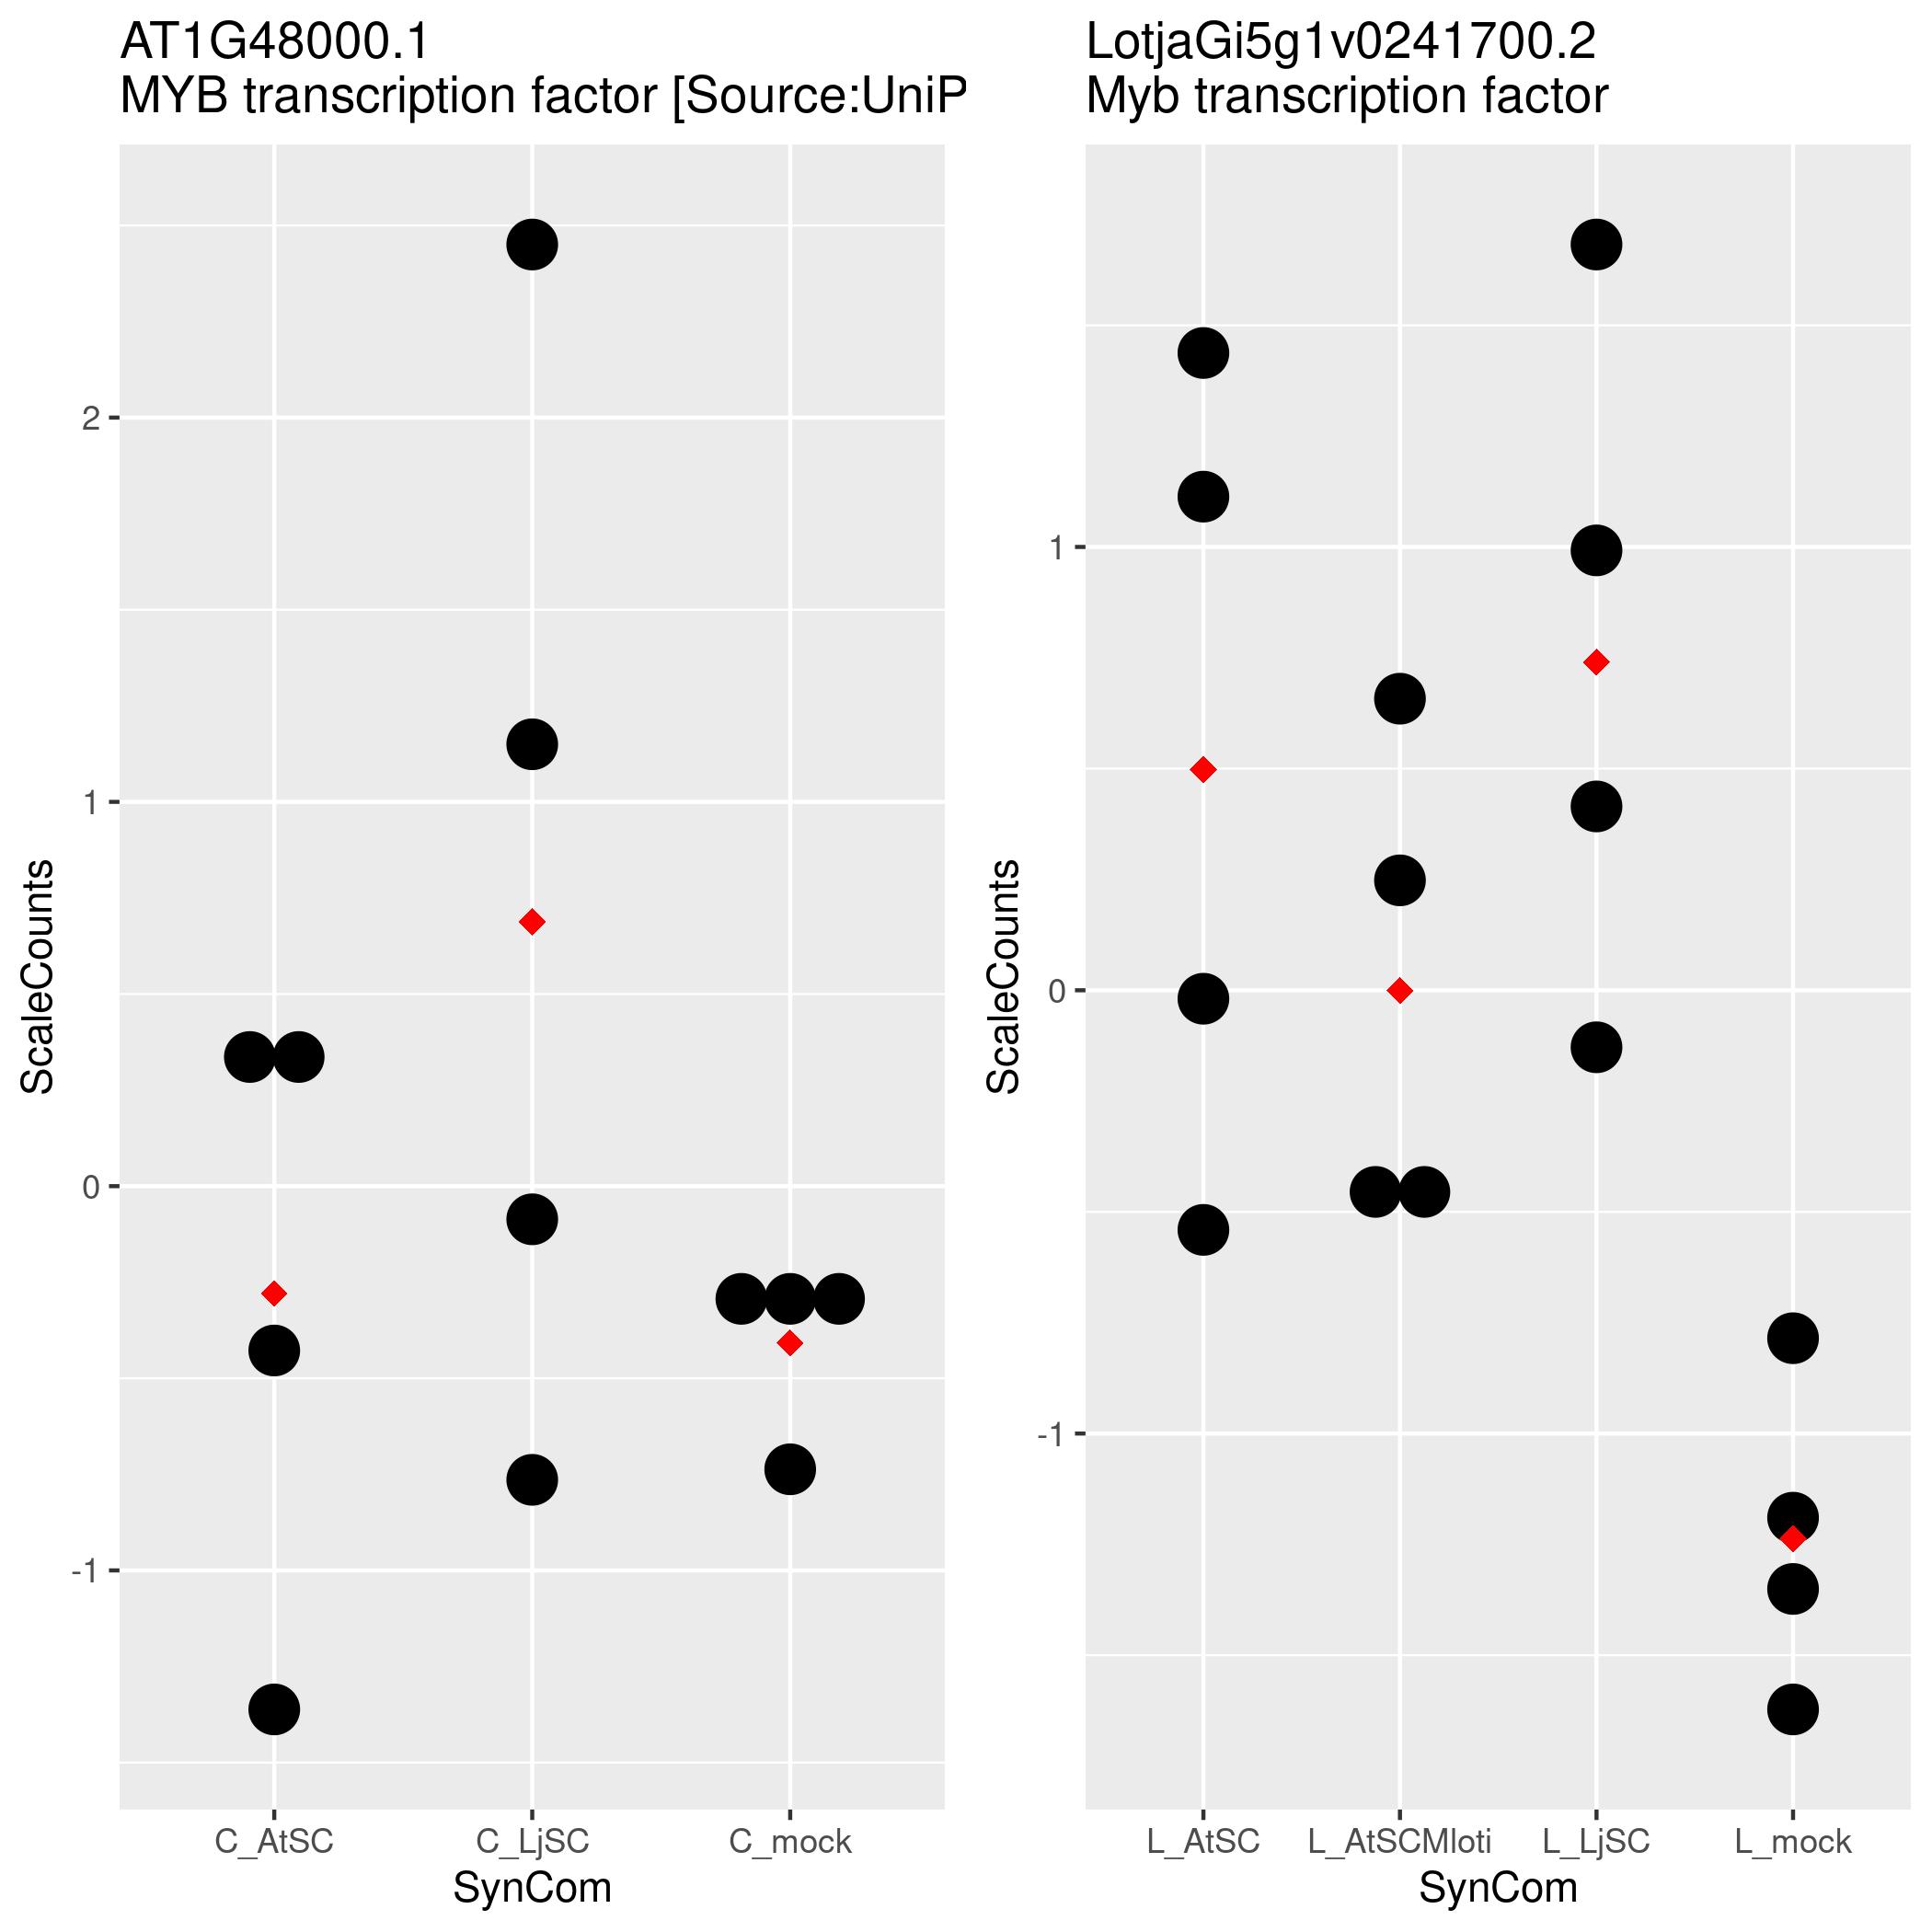 AT1G48000.1
MYB transcription factor [Source:UniP
ScaleCounts
2
1
0
-1
C_AtSC C_LjSC C_mock
SynCom
LotjaGi5g1v0241700.2
Myb transcription factor
ScaleCounts
1
0
-1
L_AtSC L_AtSCMloti L_LjSC L_mock
SynCom